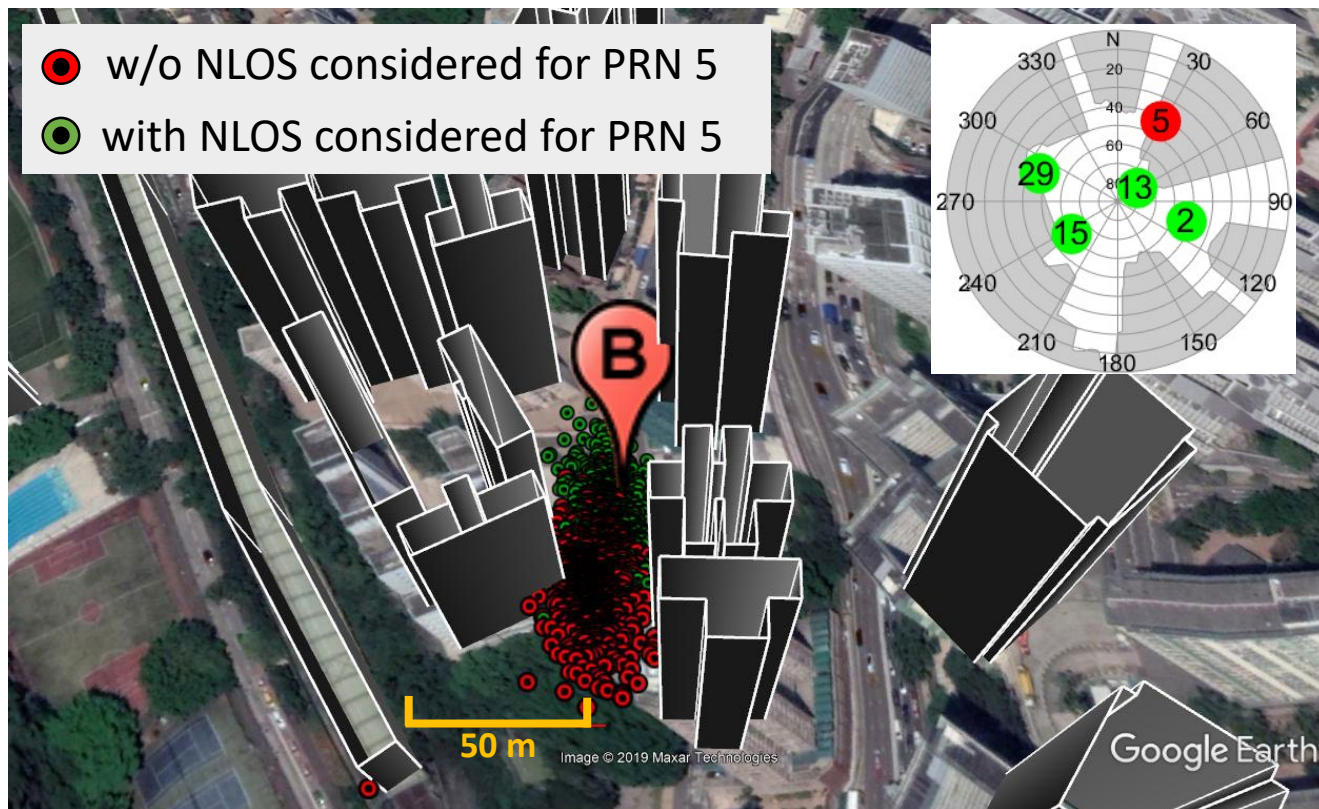 w/o NLOS considered for PRN 5
with NLOS considered for PRN 5
N
330
20
30
40
5
300
60
60
29
80
13
270
90
2
15
240
120
210
150
180
B
50 m
Image © 2019 Maxar Technologies
Google Earth